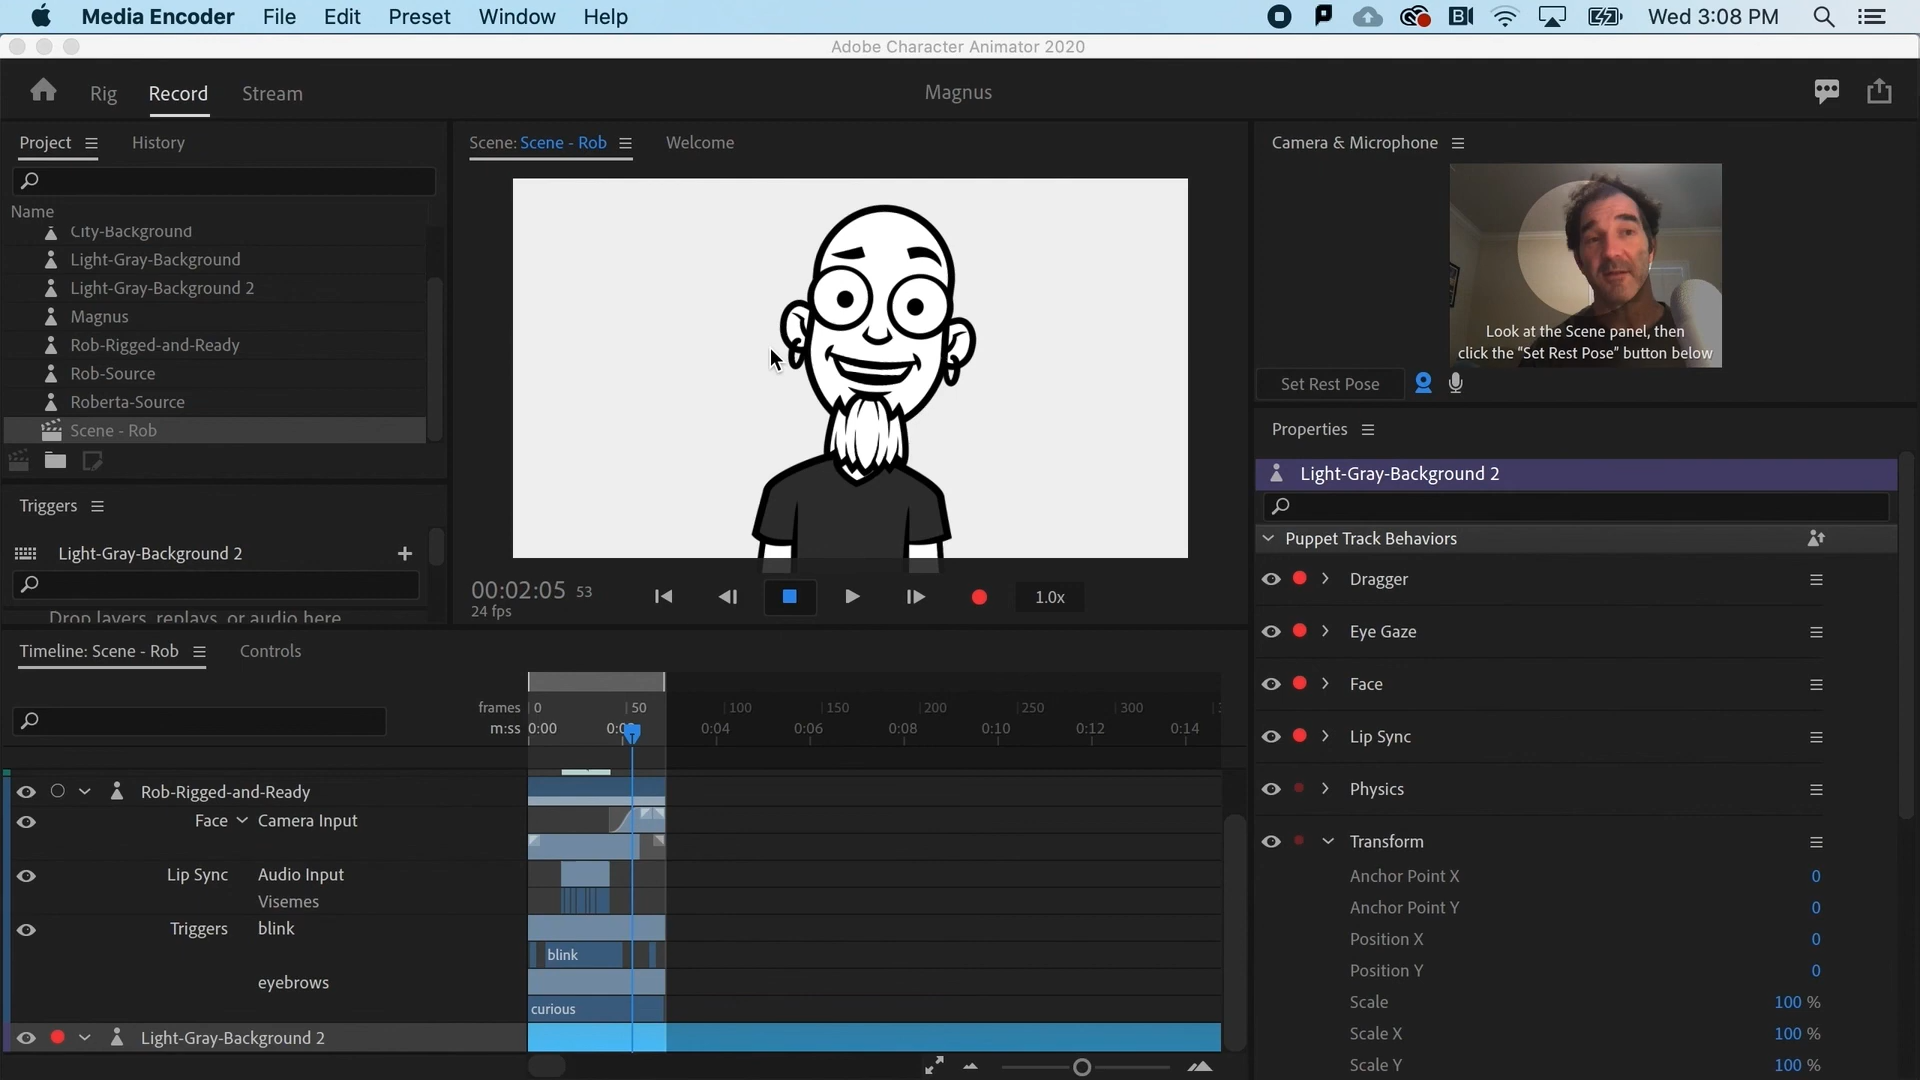 Media Encoder File Edit Preset Window Help Wed 3:08 PM
Adobe Character Animator 2020
Rig Record Stream Magnus
Project History
Scene: Scene - Rob Welcome
Camera & Microphone
Name
City-Background
Light-Gray-Background
Light-Gray-Background 2
Magnus
Rob-Rigged-and-Ready
Rob-Source
Roberta-Source
Scene - Rob
Look at the Scene panel, then
click the "Set Rest Pose" button below
Set Rest Pose
Triggers
Light-Gray-Background 2
Drop layers, replays, or audio here
00:02:05 53
24 fps
1.0x
Properties
Light-Gray-Background 2
Puppet Track Behaviors
Dragger
Eye Gaze
Face
Lip Sync
Physics
Transform
Anchor Point X 0
Anchor Point Y 0
Position X 0
Position Y 0
Scale 100 %
Scale X 100 %
Scale Y 100 %
Timeline: Scene - Rob Controls
frames 0 50 100 150 200 250 300
m:ss 0:00 0:04 0:06 0:08 0:10 0:12 0:14
Rob-Rigged-and-Ready
Face Camera Input
Lip Sync Audio Input
Visemes
Triggers blink
blink
eyebrows
curious
Light-Gray-Background 2